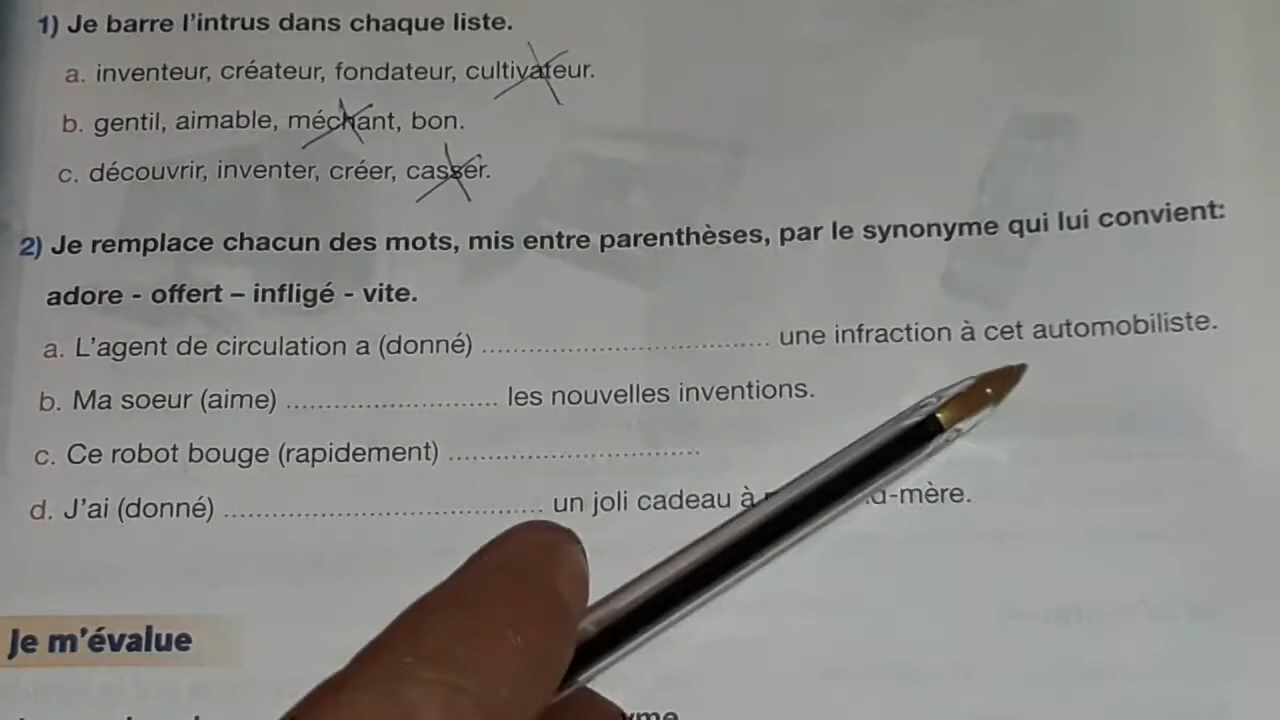 1) Je barre l'intrus dans chaque liste.
a. inventeur, créateur, fondateur, cultivateur.
b. gentil, aimable, méchant, bon.
c. découvrir, inventer, créer, casser.
2) Je remplace chacun des mots, mis entre parenthèses, par le synonyme qui lui convient:
adore - offert – infligé - vite.
a. L'agent de circulation a (donné) ........................................ une infraction à cet automobiliste.
b. Ma soeur (aime) .......................... les nouvelles inventions.
c. Ce robot bouge (rapidement) ................................
d. J'ai (donné) ........................................ un joli cadeau à -mère.
Je m'évalue